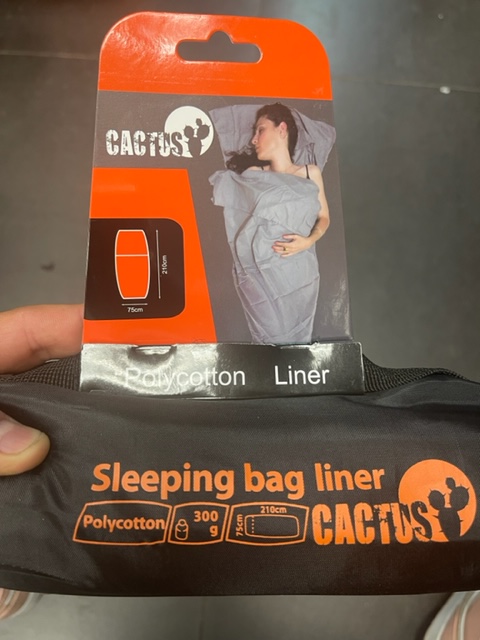 CACTUS
210cm
75cm
Polycotton Liner
Sleeping bag liner
Polycotton
300
g
210cm
75cm
CACTUS